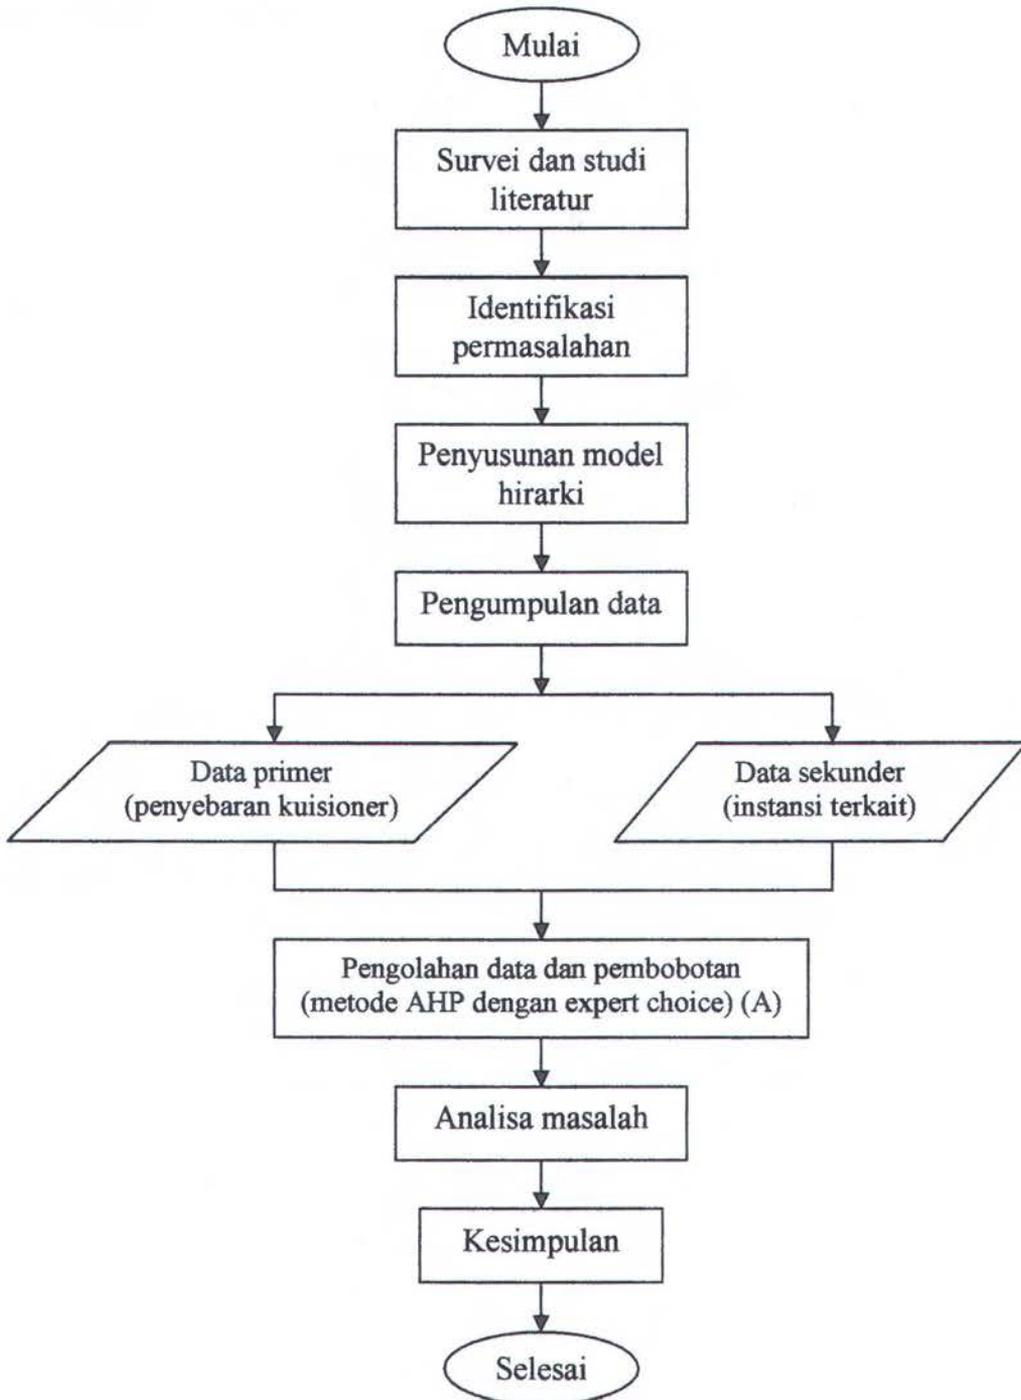 Mulai
Survei dan studi
literatur
Identifikasi
permasalahan
Penyusunan model
hirarki
Pengumpulan data
Data primer
(penyebaran kuisioner)
Data sekunder
(instansi terkait)
Pengolahan data dan pembobotan
(metode AHP dengan expert choice) (A)
Analisa masalah
Kesimpulan
Selesai